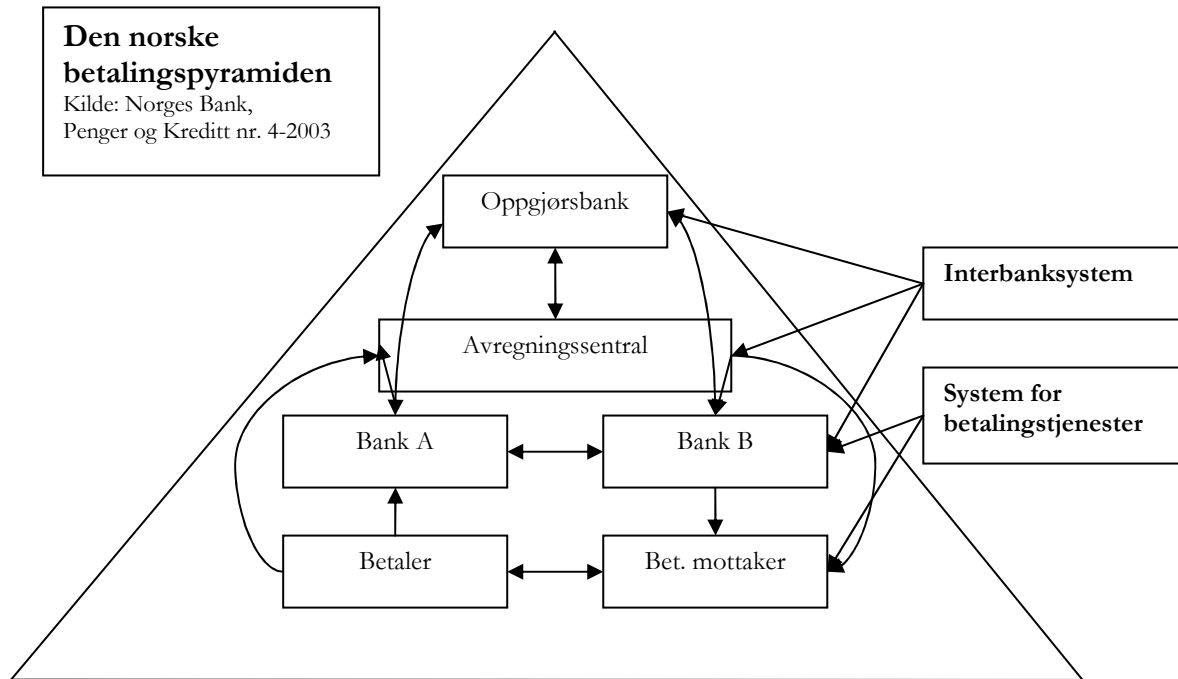 Den norske
betalingspyramiden
Kilde: Norges Bank,
Penger og Kreditt nr. 4-2003
Oppgjørsbank
Interbanksystem
Avregningssentral
System for
betalingstjenester
Bank A
Bank B
Betaler
Bet. mottaker